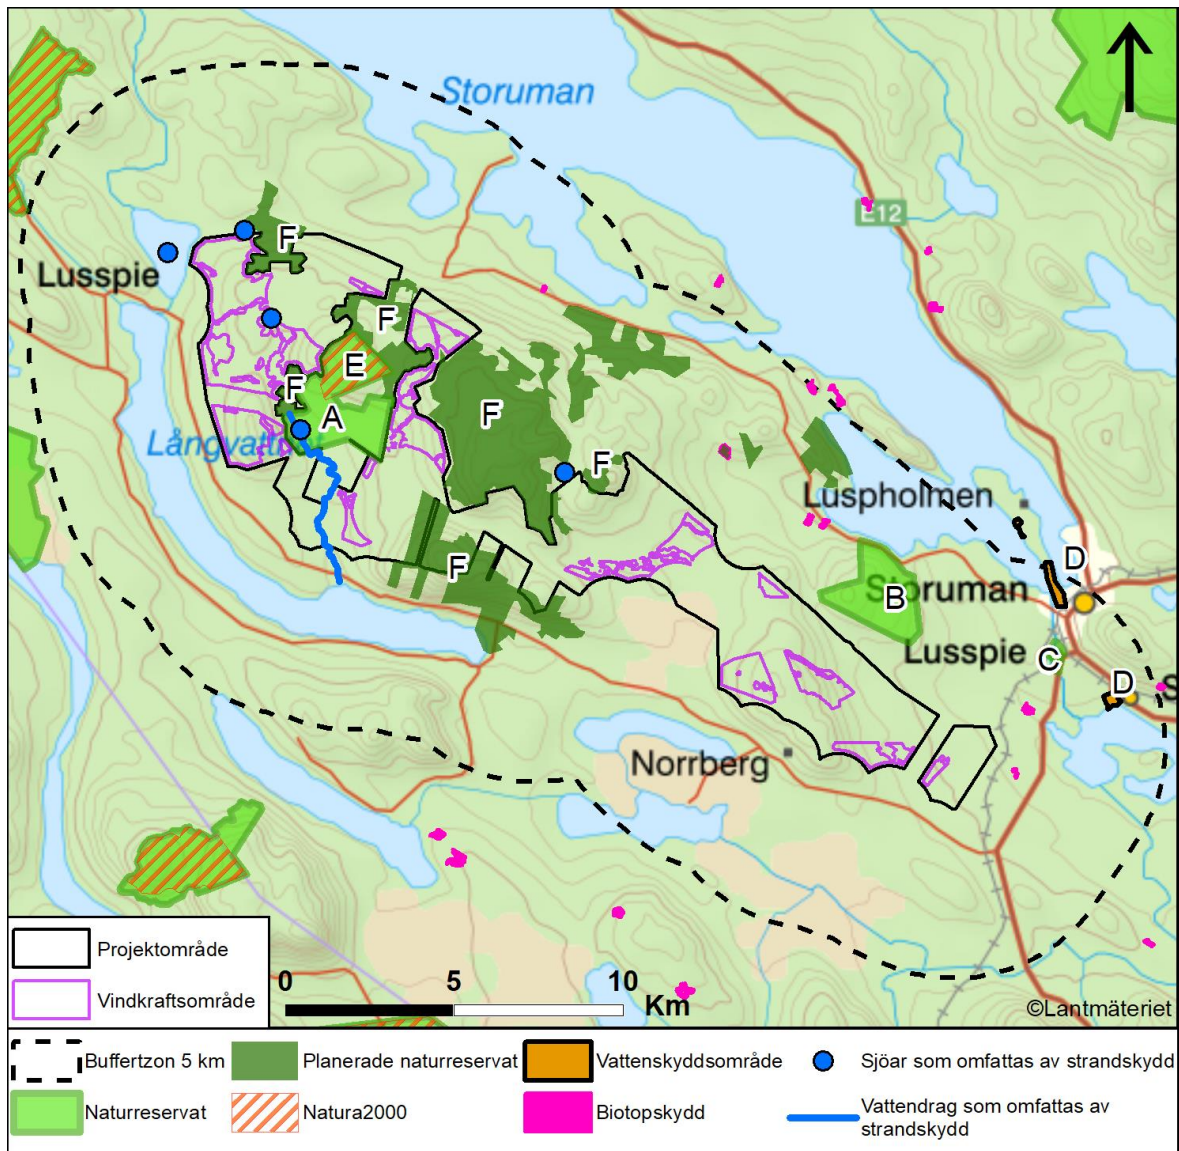 Storuman
E12
Lusspie
F
F
E
F
A
F
F
Långvattnet
Luspholmen
F
D
Storuman
B
Lusspie
C
D
S
Norrberg
Projektområde
Vindkraftsområde
0 5 10
Km
©Lantmäteriet
Buffertzon 5 km
Planerade naturreservat
Vattenskyddsområde
Sjöar som omfattas av strandskydd
Naturreservat
Natura2000
Biotopskydd
Vattendrag som omfattas av
strandskydd